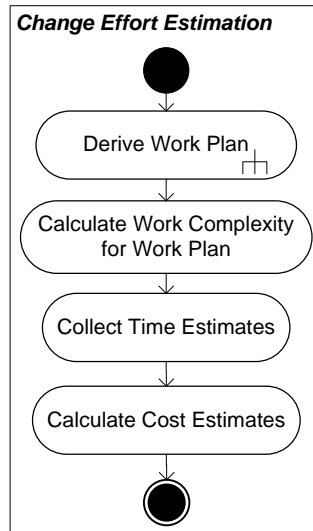 Change Effort Estimation
Derive Work Plan
Calculate Work Complexity
for Work Plan
Collect Time Estimates
Calculate Cost Estimates